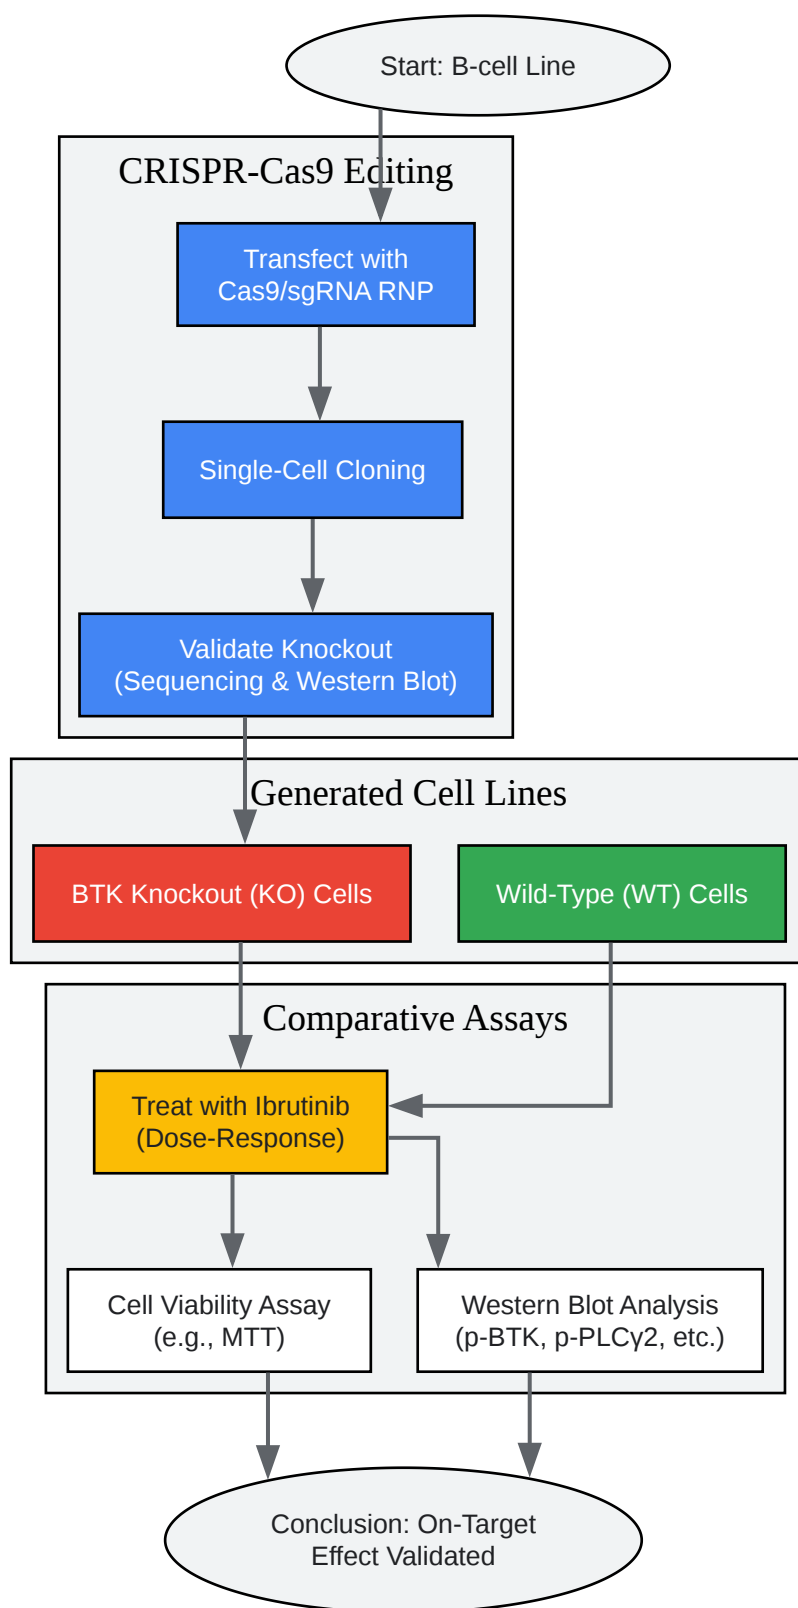 Start: B-cell Line
CRISPR-Cas9 Editing
Transfect with
Cas9/sgRNA RNP
Single-Cell Cloning
Validate Knockout
(Sequencing & Western Blot)
Generated Cell Lines
BTK Knockout (KO) Cells
Wild-Type (WT) Cells
Comparative Assays
Treat with Ibrutinib
(Dose-Response)
Cell Viability Assay
(e.g., MTT)
Western Blot Analysis
(p-BTK, p-PLCγ2, etc.)
Conclusion: On-Target
Effect Validated